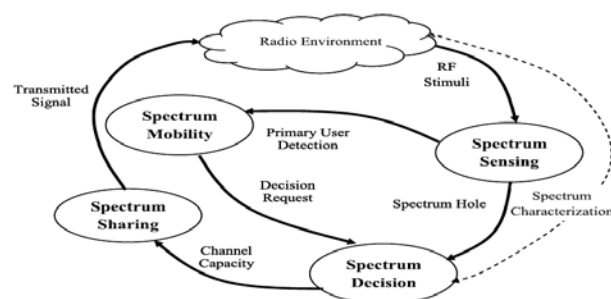 Radio Environment
Transmitted
Signal
RF
Stimuli
Spectrum
Mobility
Primary User
Detection
Spectrum
Sensing
Decision
Request
Spectrum Hole
Spectrum
Characterization
Spectrum
Sharing
Channel
Capacity
Spectrum
Decision